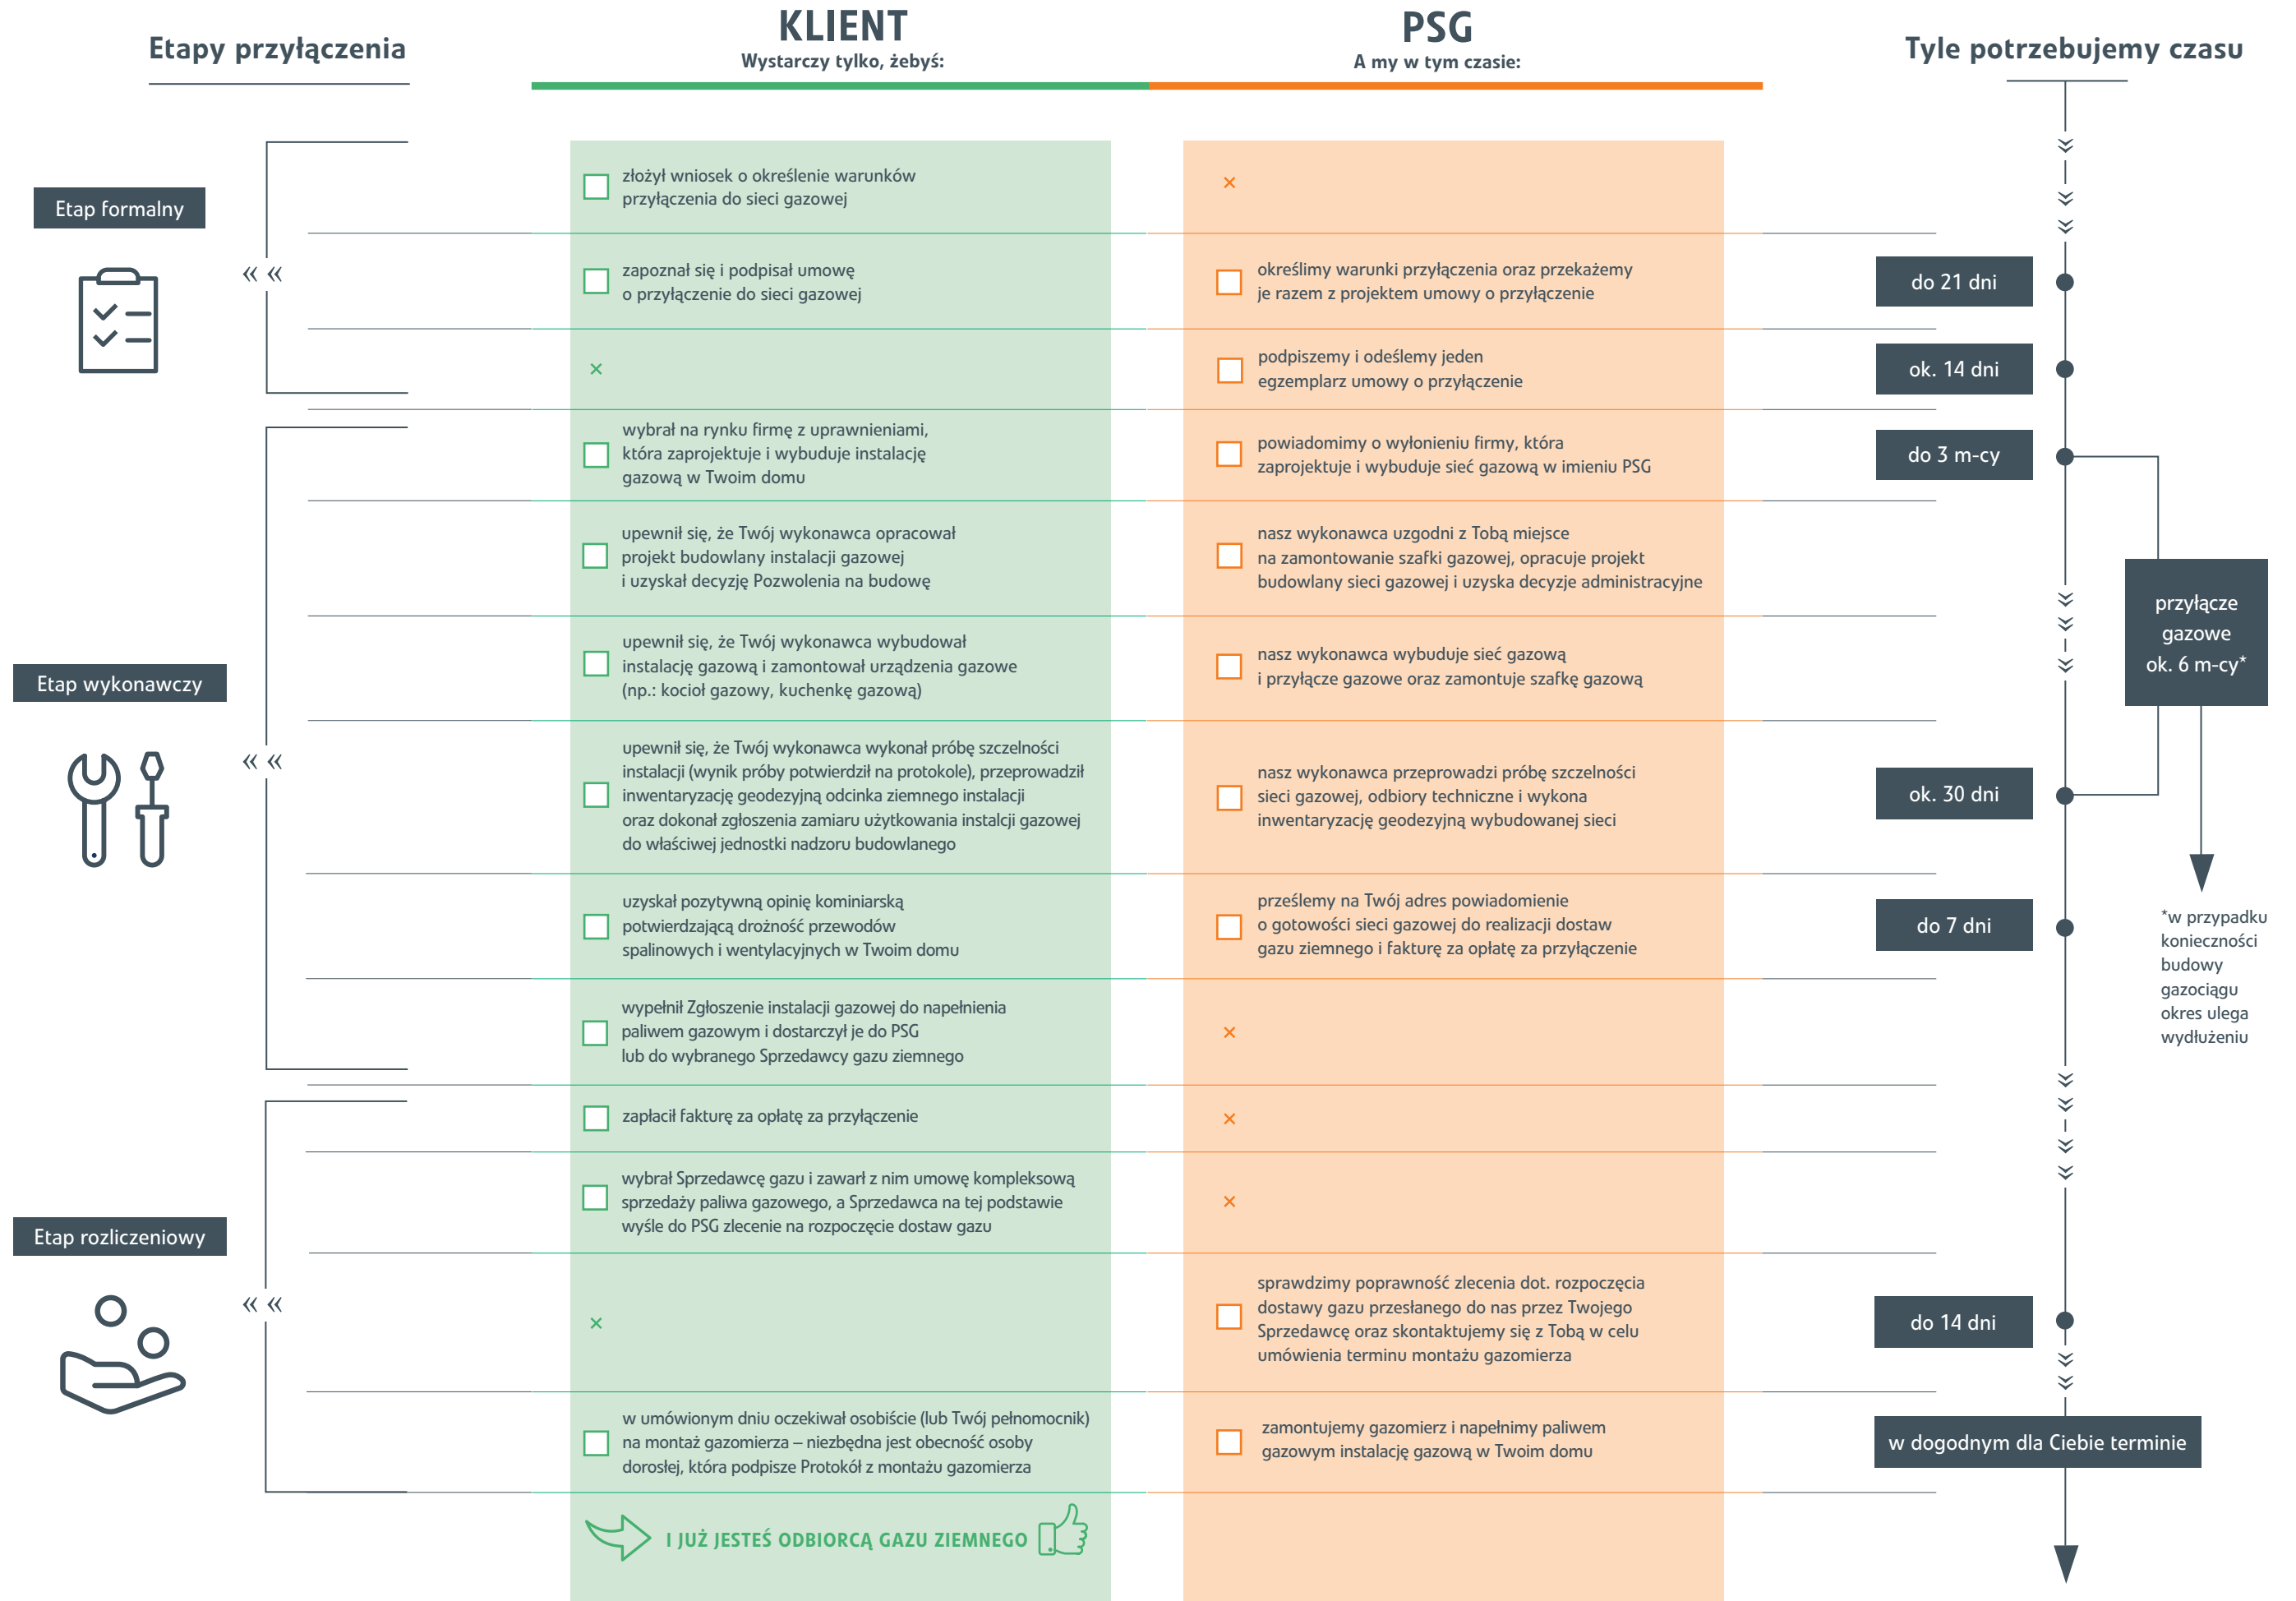 Etapy przyłączenia
KLIENT
Wystarczy tylko, żebyś:
PSG
A my w tym czasie:
Tyle potrzebujemy czasu
Etap formalny
złożył wniosek o określenie warunków
przyłączenia do sieci gazowej
×
zapoznał się i podpisał umowę
o przyłączenie do sieci gazowej
określimy warunki przyłączenia oraz przekażemy
je razem z projektem umowy o przyłączenie
do 21 dni
×
podpiszemy i odeślemy jeden
egzemplarz umowy o przyłączenie
ok. 14 dni
Etap wykonawczy
wybrał na rynku firmę z uprawnieniami,
która zaprojektuje i wybuduje instalację
gazową w Twoim domu
powiadomimy o wyłonieniu firmy, która
zaprojektuje i wybuduje sieć gazową w imieniu PSG
do 3 m-cy
upewnił się, że Twój wykonawca opracował
projekt budowlany instalacji gazowej
i uzyskał decyzję Pozwolenia na budowę
nasz wykonawca uzgodni z Tobą miejsce
na zamontowanie szafki gazowej, opracuje projekt
budowlany sieci gazowej i uzyska decyzje administracyjne
przyłącze
gazowe
ok. 6 m-cy*
upewnił się, że Twój wykonawca wybudował
instalację gazową i zamontował urządzenia gazowe
(np.: kocioł gazowy, kuchenkę gazową)
nasz wykonawca wybuduje sieć gazową
i przyłącze gazowe oraz zamontuje szafkę gazową
upewnił się, że Twój wykonawca wykonał próbę szczelności
instalacji (wynik próby potwierdził na protokole), przeprowadził
inwentaryzację geodezyjną odcinka ziemnego instalacji
oraz dokonał zgłoszenia zamiaru użytkowania instalcji gazowej
do właściwej jednostki nadzoru budowlanego
nasz wykonawca przeprowadzi próbę szczelności
sieci gazowej, odbiory techniczne i wykona
inwentaryzację geodezyjną wybudowanej sieci
ok. 30 dni
uzyskał pozytywną opinię kominiarską
potwierdzającą drożność przewodów
spalinowych i wentylacyjnych w Twoim domu
prześlemy na Twój adres powiadomienie
o gotowości sieci gazowej do realizacji dostaw
gazu ziemnego i fakturę za opłatę za przyłączenie
do 7 dni
*w przypadku
konieczności
budowy
gazociągu
okres ulega
wydłużeniu
wypełnił Zgłoszenie instalacji gazowej do napełnienia
paliwem gazowym i dostarczył je do PSG
lub do wybranego Sprzedawcy gazu ziemnego
×
Etap rozliczeniowy
zapłacił fakturę za opłatę za przyłączenie
×
wybrał Sprzedawcę gazu i zawarł z nim umowę kompleksową
sprzedaży paliwa gazowego, a Sprzedawca na tej podstawie
wyśle do PSG zlecenie na rozpoczęcie dostaw gazu
×
×
sprawdzimy poprawność zlecenia dot. rozpoczęcia
dostawy gazu przesłanego do nas przez Twojego
Sprzedawcę oraz skontaktujemy się z Tobą w celu
umówienia terminu montażu gazomierza
do 14 dni
w umówionym dniu oczekiwał osobiście (lub Twój pełnomocnik)
na montaż gazomierza – niezbędna jest obecność osoby
dorosłej, która podpisze Protokół z montażu gazomierza
zamontujemy gazomierz i napełnimy paliwem
gazowym instalację gazową w Twoim domu
w dogodnym dla Ciebie terminie
I JUŻ JESTEŚ ODBIORCĄ GAZU ZIEMNEGO